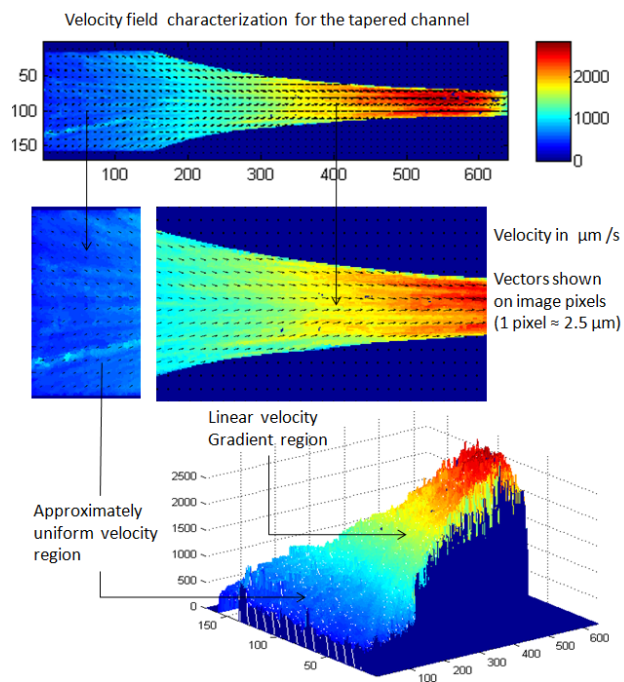 Velocity field characterization for the tapered channel
50
100
150
100 200 300 400 500 600
2000
1000
0
Velocity in μm /s
Vectors shown
on image pixels
(1 pixel ≈ 2.5 μm)
Linear velocity
Gradient region
Approximately
uniform velocity
region
2500
2000
1500
1000
500
0
150
100
50
100
200
300
400
500
600